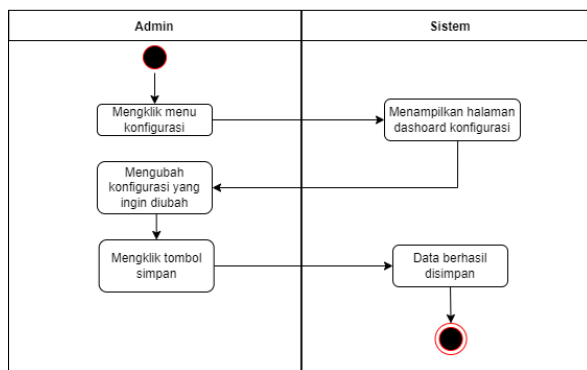 Admin
Sistem
Mengklik menu
konfigurasi
Menampilkan halaman
dashoard konfigurasi
Mengubah
konfigurasi yang
ingin diubah
Mengklik tombol
simpan
Data berhasil
disimpan